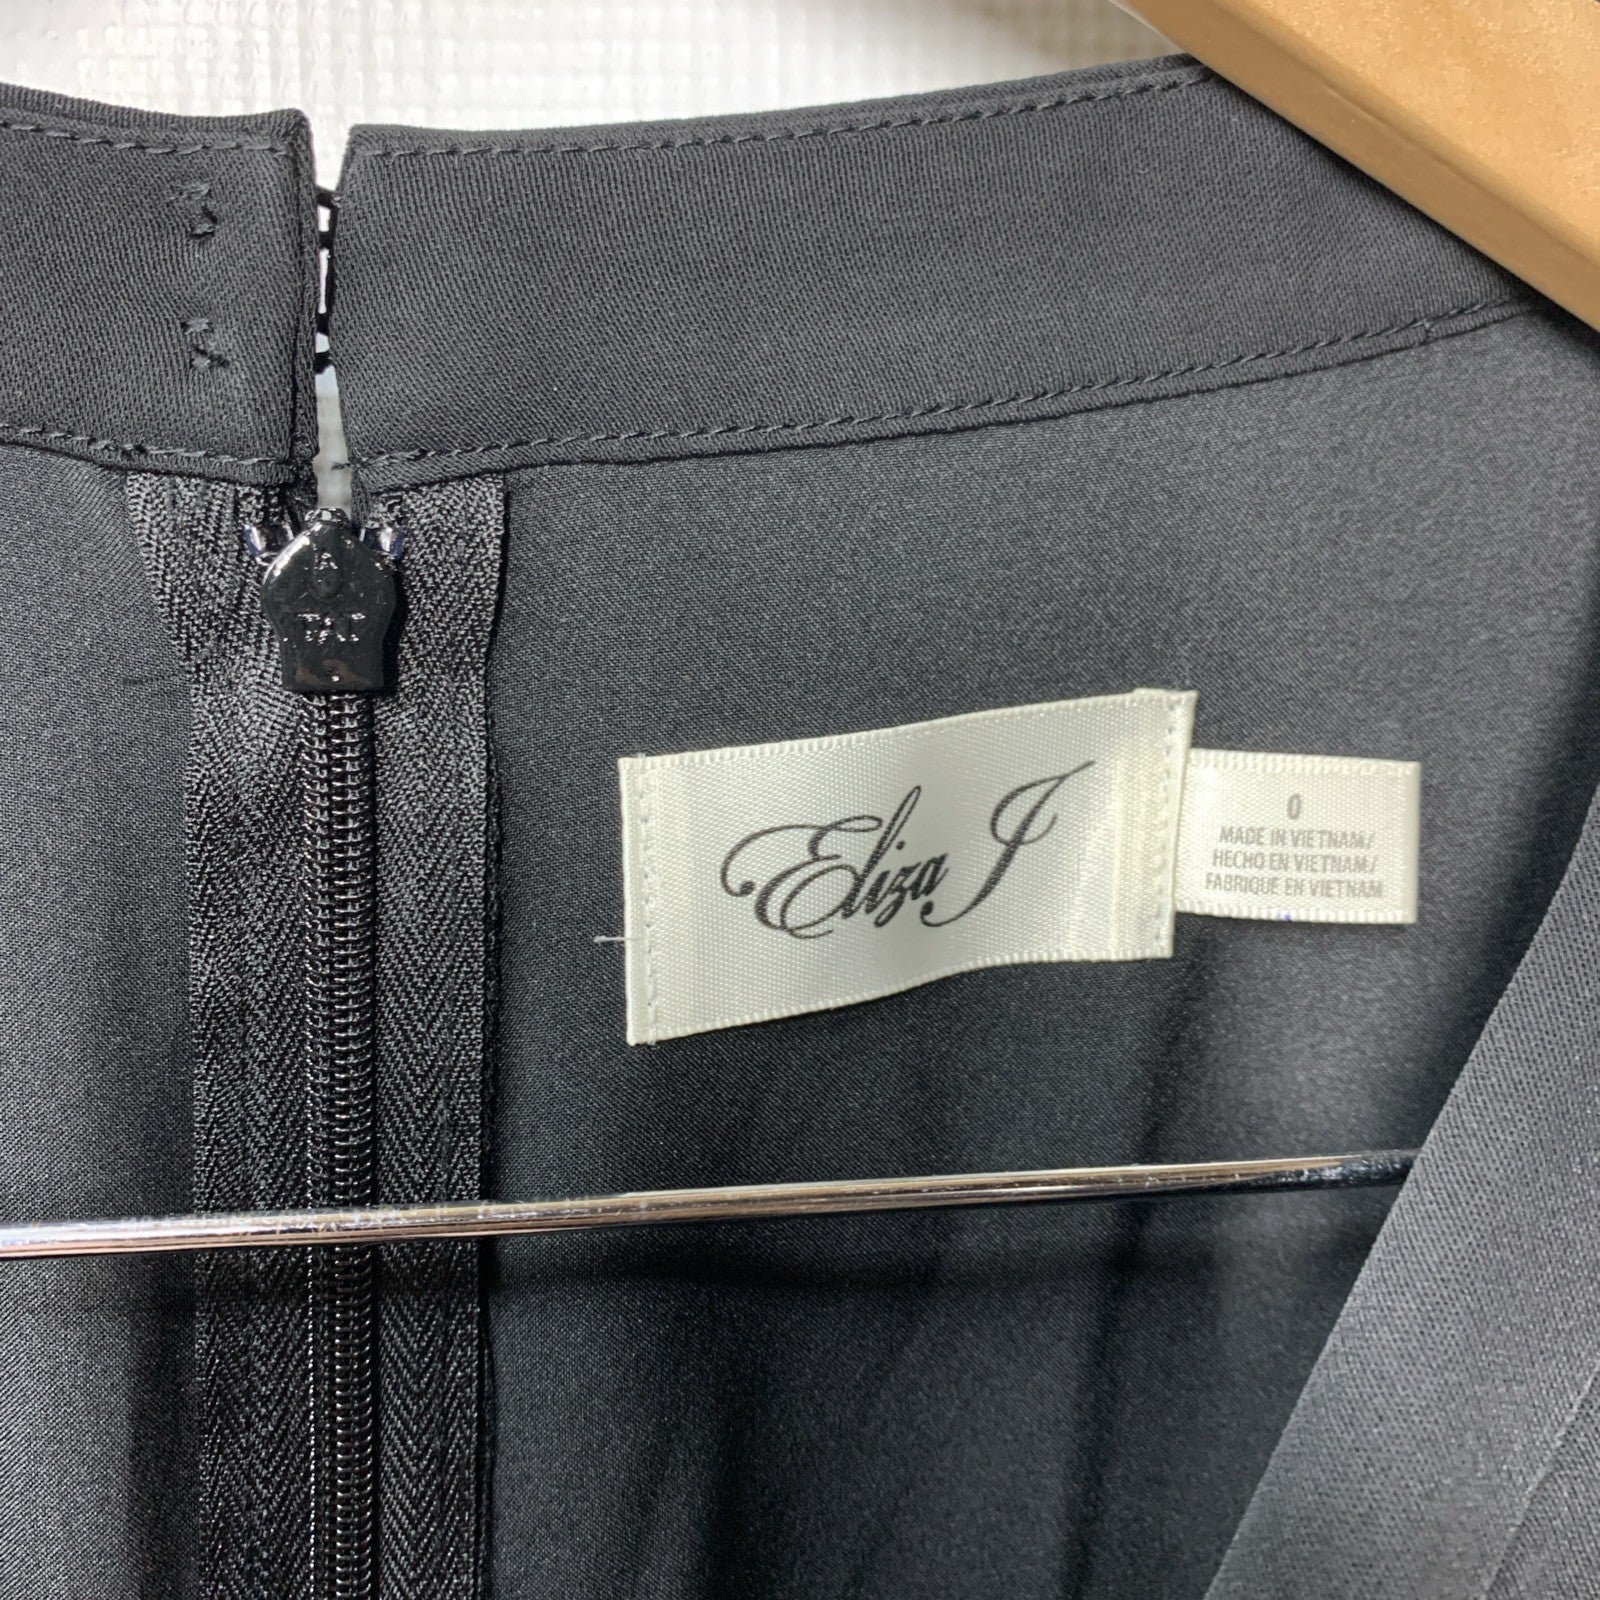 Eliza J
0
MADE IN VIETNAM/
HECHO EN VIETNAM/
FABRIQUE EN VIETNAM